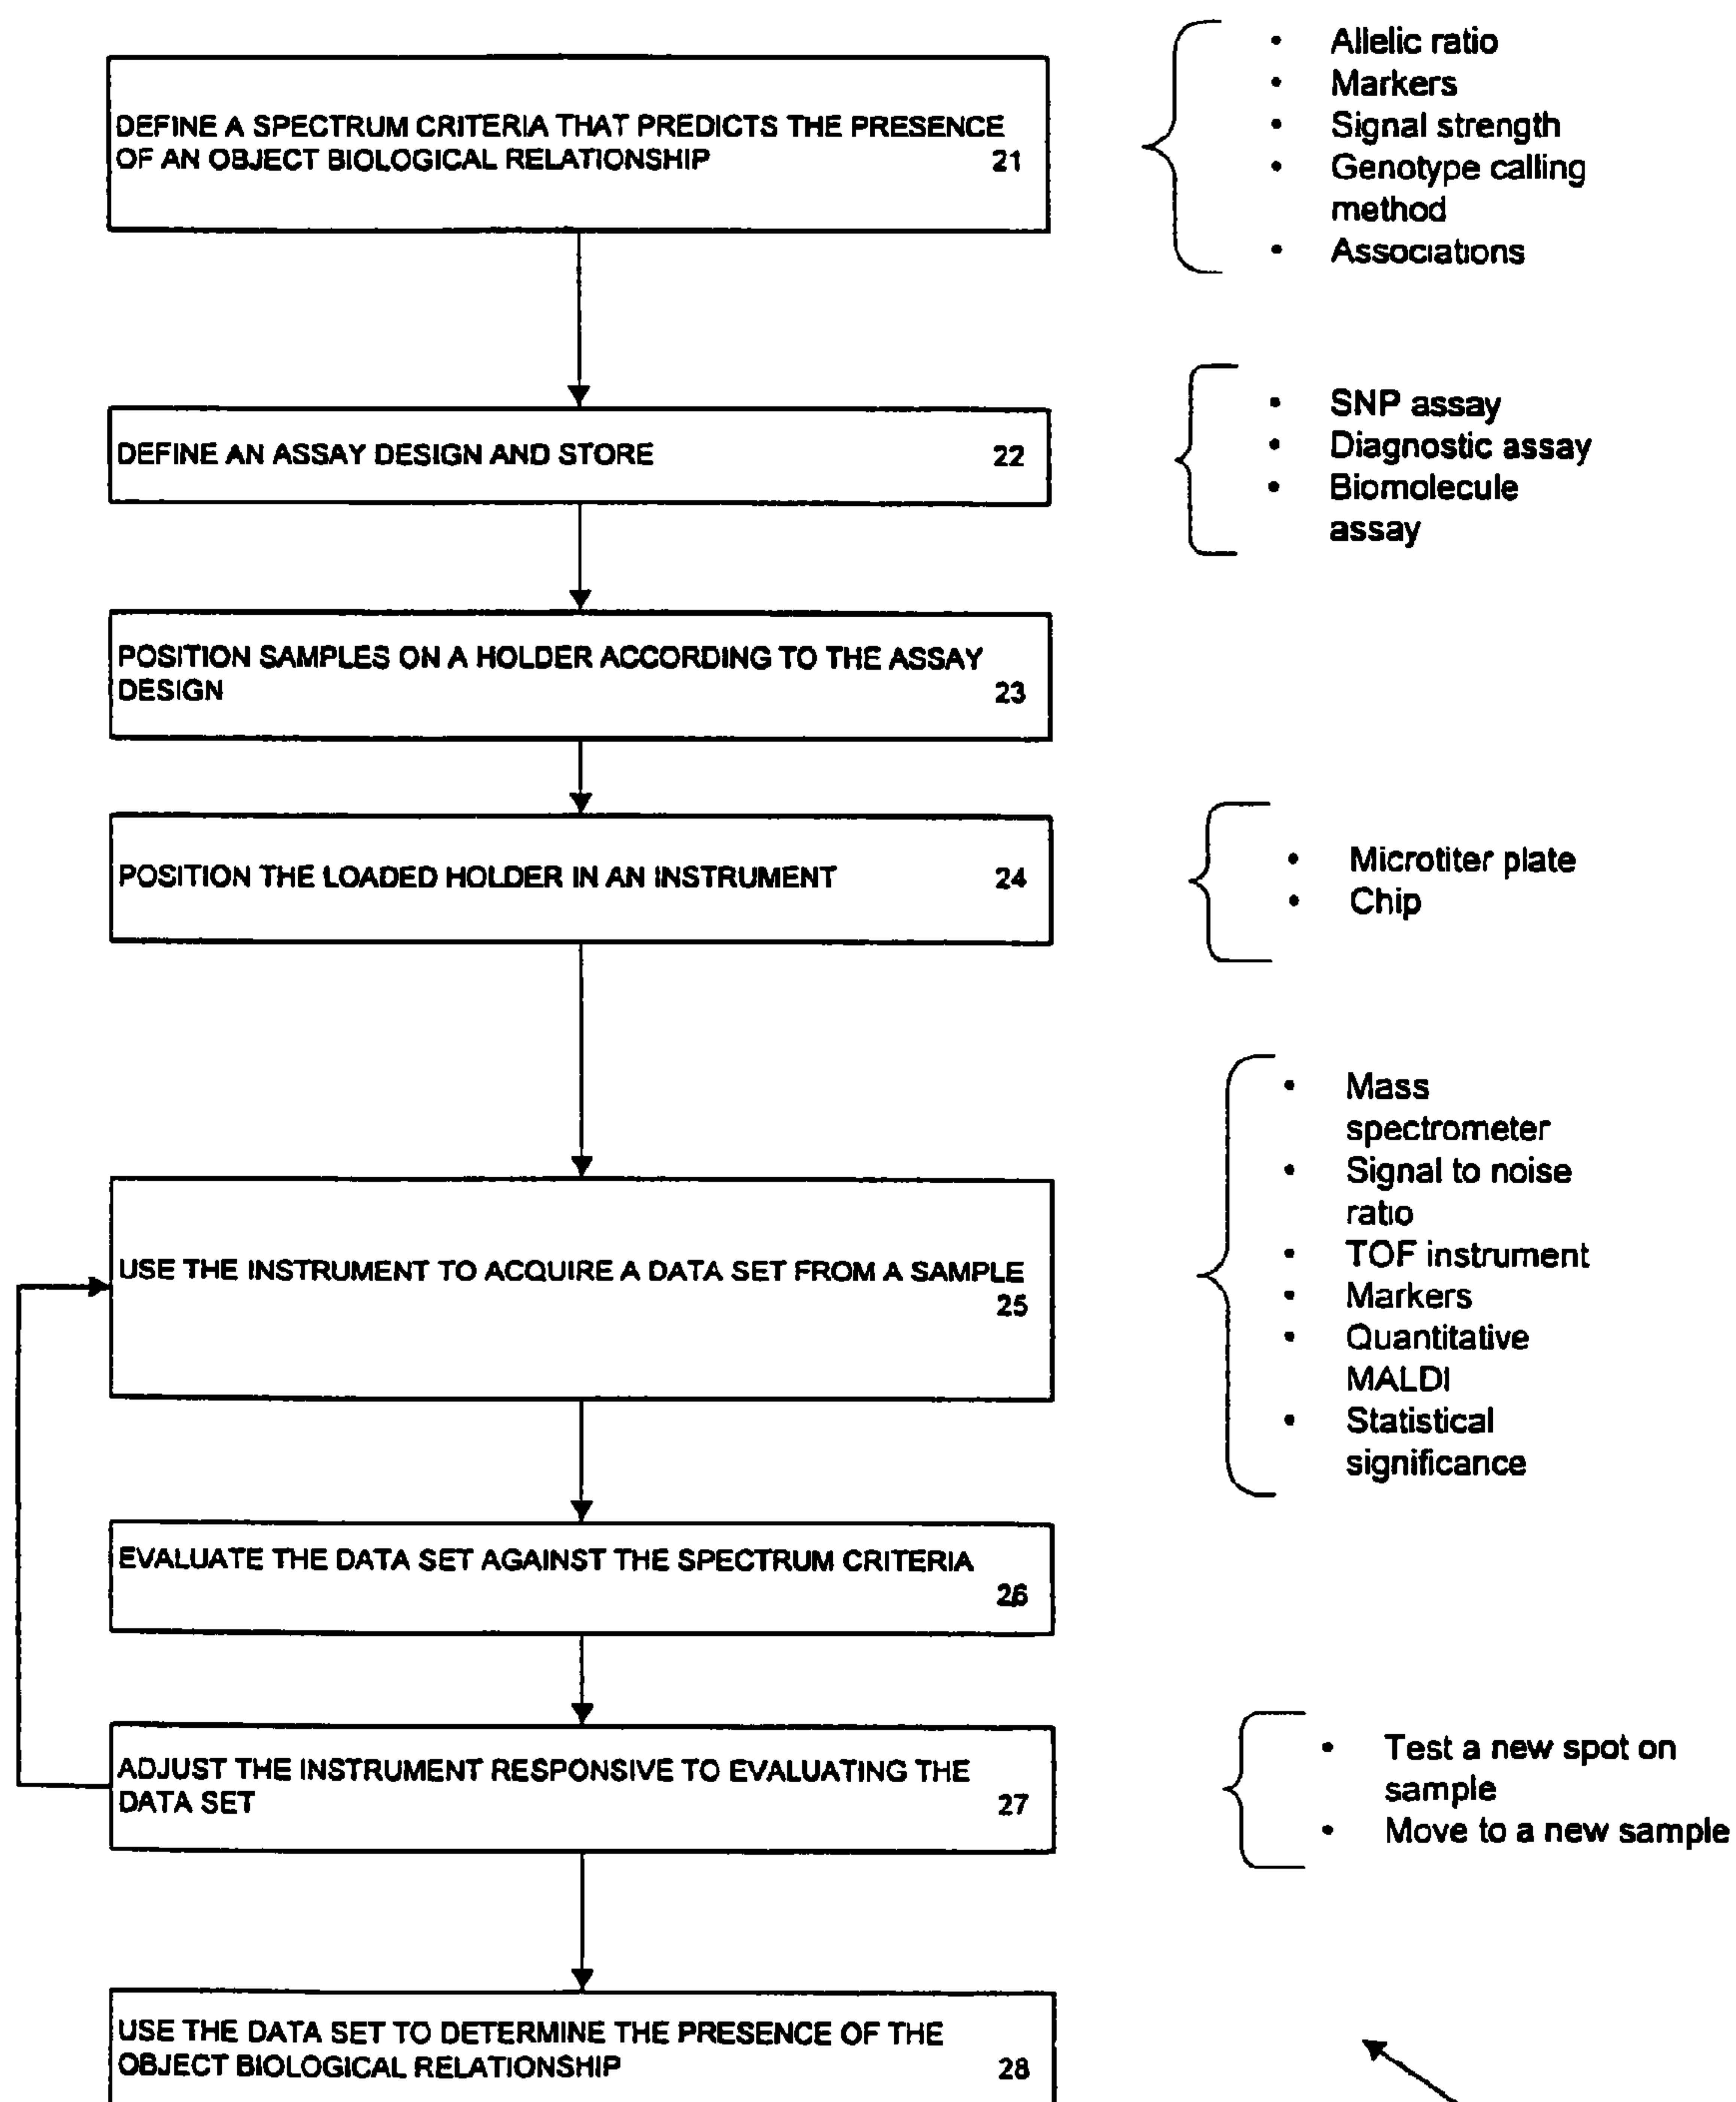 DEFINE A SPECTRUM CRITERIA THAT PREDICTS THE PRESENCE
OF AN OBJECT BIOLOGICAL RELATIONSHIP 21
• Allelic ratio
• Markers
• Signal strength
• Genotype calling
method
• Associations
DEFINE AN ASSAY DESIGN AND STORE 22
• SNP assay
• Diagnostic assay
• Biomolecule
assay
POSITION SAMPLES ON A HOLDER ACCORDING TO THE ASSAY
DESIGN 23
POSITION THE LOADED HOLDER IN AN INSTRUMENT 24
• Microtiter plate
• Chip
USE THE INSTRUMENT TO ACQUIRE A DATA SET FROM A SAMPLE
25
• Mass
spectrometer
• Signal to noise
ratio
• TOF instrument
• Markers
• Quantitative
MALDI
• Statistical
significance
EVALUATE THE DATA SET AGAINST THE SPECTRUM CRITERIA
26
ADJUST THE INSTRUMENT RESPONSIVE TO EVALUATING THE
DATA SET 27
• Test a new spot on
sample
• Move to a new sample
USE THE DATA SET TO DETERMINE THE PRESENCE OF THE
OBJECT BIOLOGICAL RELATIONSHIP 28